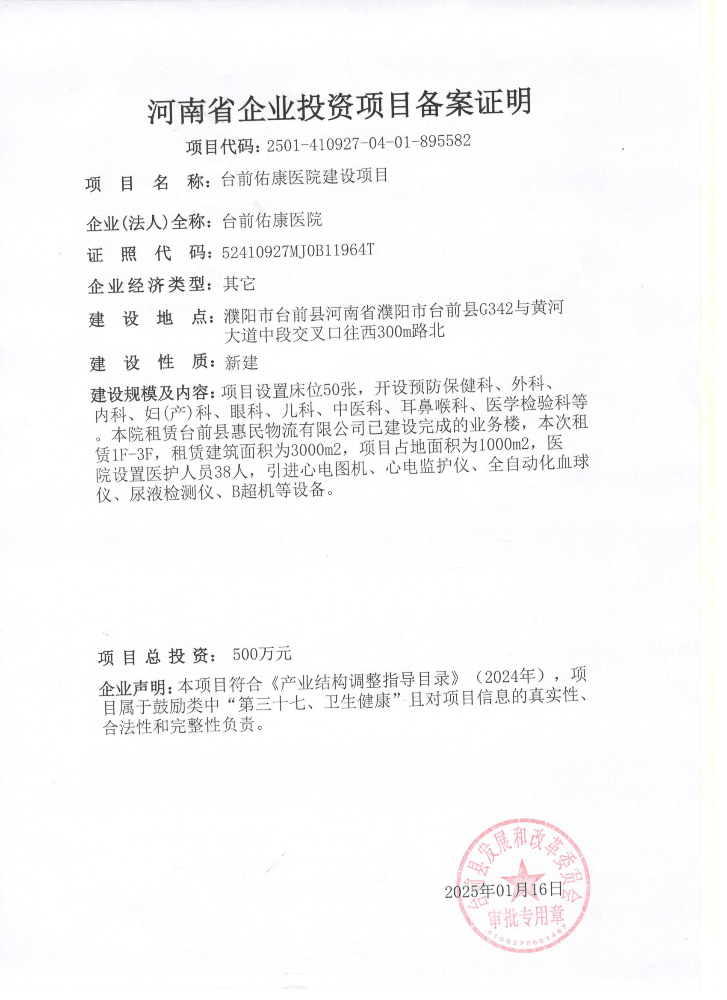 河南省企业投资项目备案证明
项目代码：2501-410927-04-01-895582
项目名称：台前佑康医院建设项目
企业(法人)全称：台前佑康医院
证照代码：52410927MJ0B11964T
企业经济类型：其它
建设地点：濮阳市台前县河南省濮阳市台前县G342与黄河
大道中段交叉口往西300m路北
建设性质：新建
建设规模及内容：项目设置床位50张，开设预防保健科、外科、
内科、妇(产)科、眼科、儿科、中医科、耳鼻喉科、医学检验科等
。本院租赁台前县惠民物流有限公司已建设完成的业务楼，本次租
赁1F-3F，租赁建筑面积为3000m2，项目占地面积为1000m2，医
院设置医护人员38人，引进心电图机、心电监护仪、全自动化血球
仪、尿液检测仪、B超机等设备。
项目总投资：500万元
企业声明：本项目符合《产业结构调整指导目录》（2024年），项
目属于鼓励类中“第三十七、卫生健康”且对项目信息的真实性、
合法性和完整性负责。
台前县发展和改革委员会
2025年01月16日
审批专用章
4109270001487